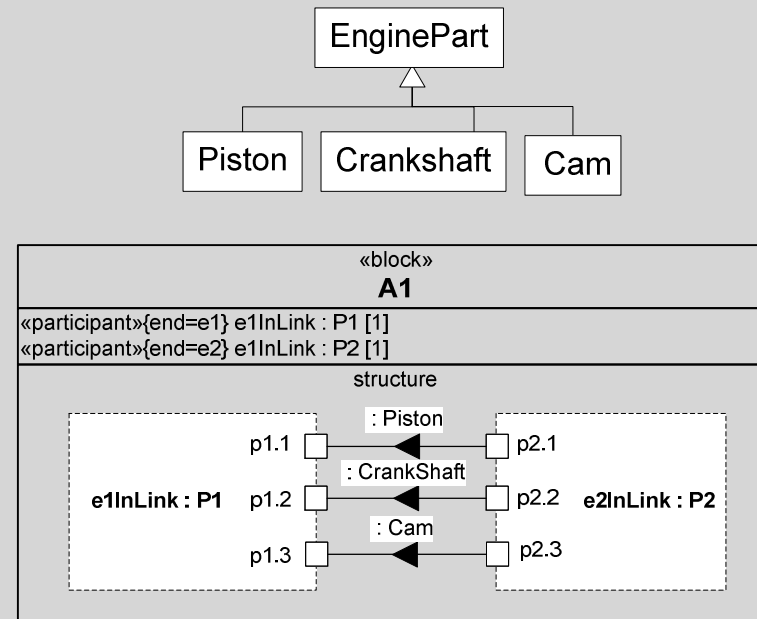 EnginePart
Piston Crankshaft Cam
«block»
A1
«participant»{end=e1} e1InLink : P1 [1]
«participant»{end=e2} e1InLink : P2 [1]
structure
: Piston
p1.1 p2.1
: CrankShaft
e1InLink : P1 p1.2 p2.2 e2InLink : P2
: Cam
p1.3 p2.3